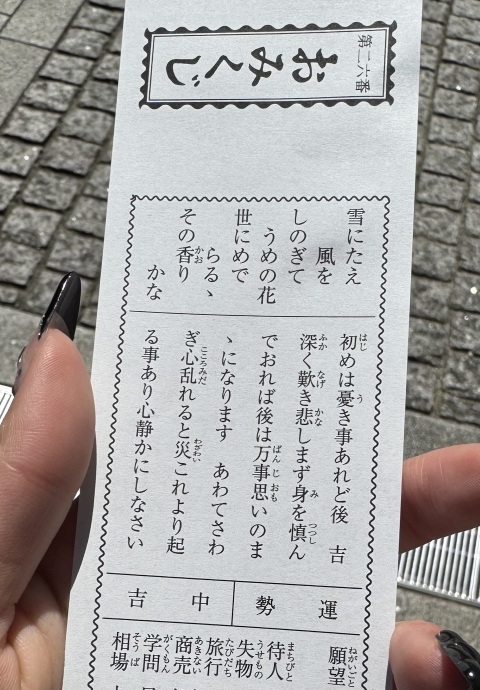 第二六番
おみくじ
雪にたえ
風を
しのぎて
うめの花
世にめで
らるゝ
その香り
かな
初めは憂き事あれど後 吉
深く歎き悲しまず身を慎ん
でおれば後は万事思いのま
ゝになります あわてさわ
ぎ心乱れると災これより起
る事あり心静かにしなさい
運勢
中吉
願望
待人
失物
旅行
商売
学問
相場